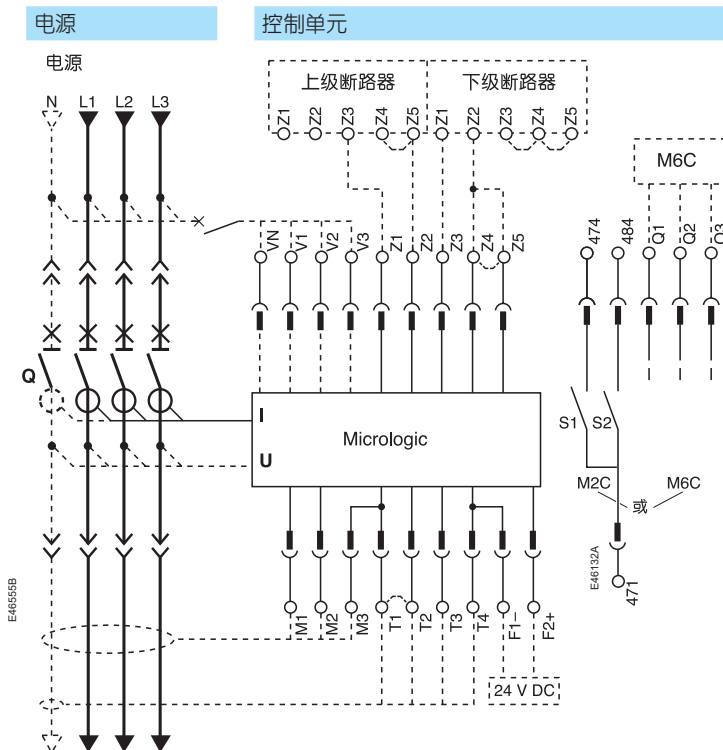 电源
控制单元
电源
上级断路器
下级断路器
N L1 L2 L3
Z1 Z2 Z3 Z4 Z5 Z1 Z2 Z3 Z4 Z5
M6C
VN V1 V2 V3 Z1 Z2 Z3 Z4 Z5
474 484 Q1 Q2 Q3
Q
I
Micrologic
U
S1 S2
M2C 或 M6C
E46555B
E46132A
471
M1 M2 M3 T1 T2 T3 T4 F1− F2+
24 V DC